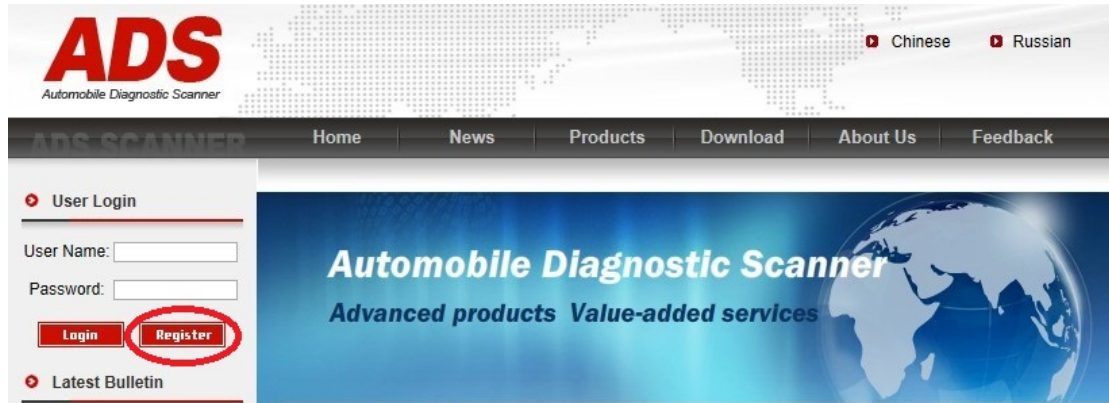 ADS
Automobile Diagnostic Scanner
Chinese Russian
ADS SCANNER
Home News Products Download About Us Feedback
User Login
User Name:
Password:
Login Register
Latest Bulletin
Automobile Diagnostic Scanner
Advanced products Value-added services